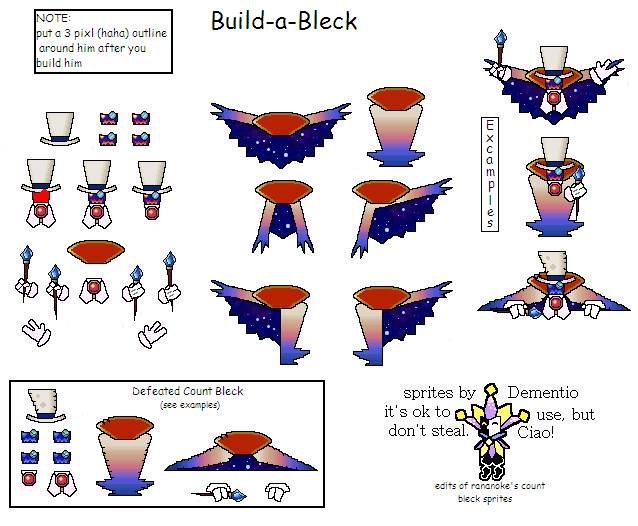 NOTE:
put a 3 pixl (haha) outline
around him after you
build him
Build-a-Bleck
Excamples
Defeated Count Bleck
(see examples)
sprites by Dementio
it's ok to use, but
don't steal. Ciao!
edits of rananoke's count
bleck sprites